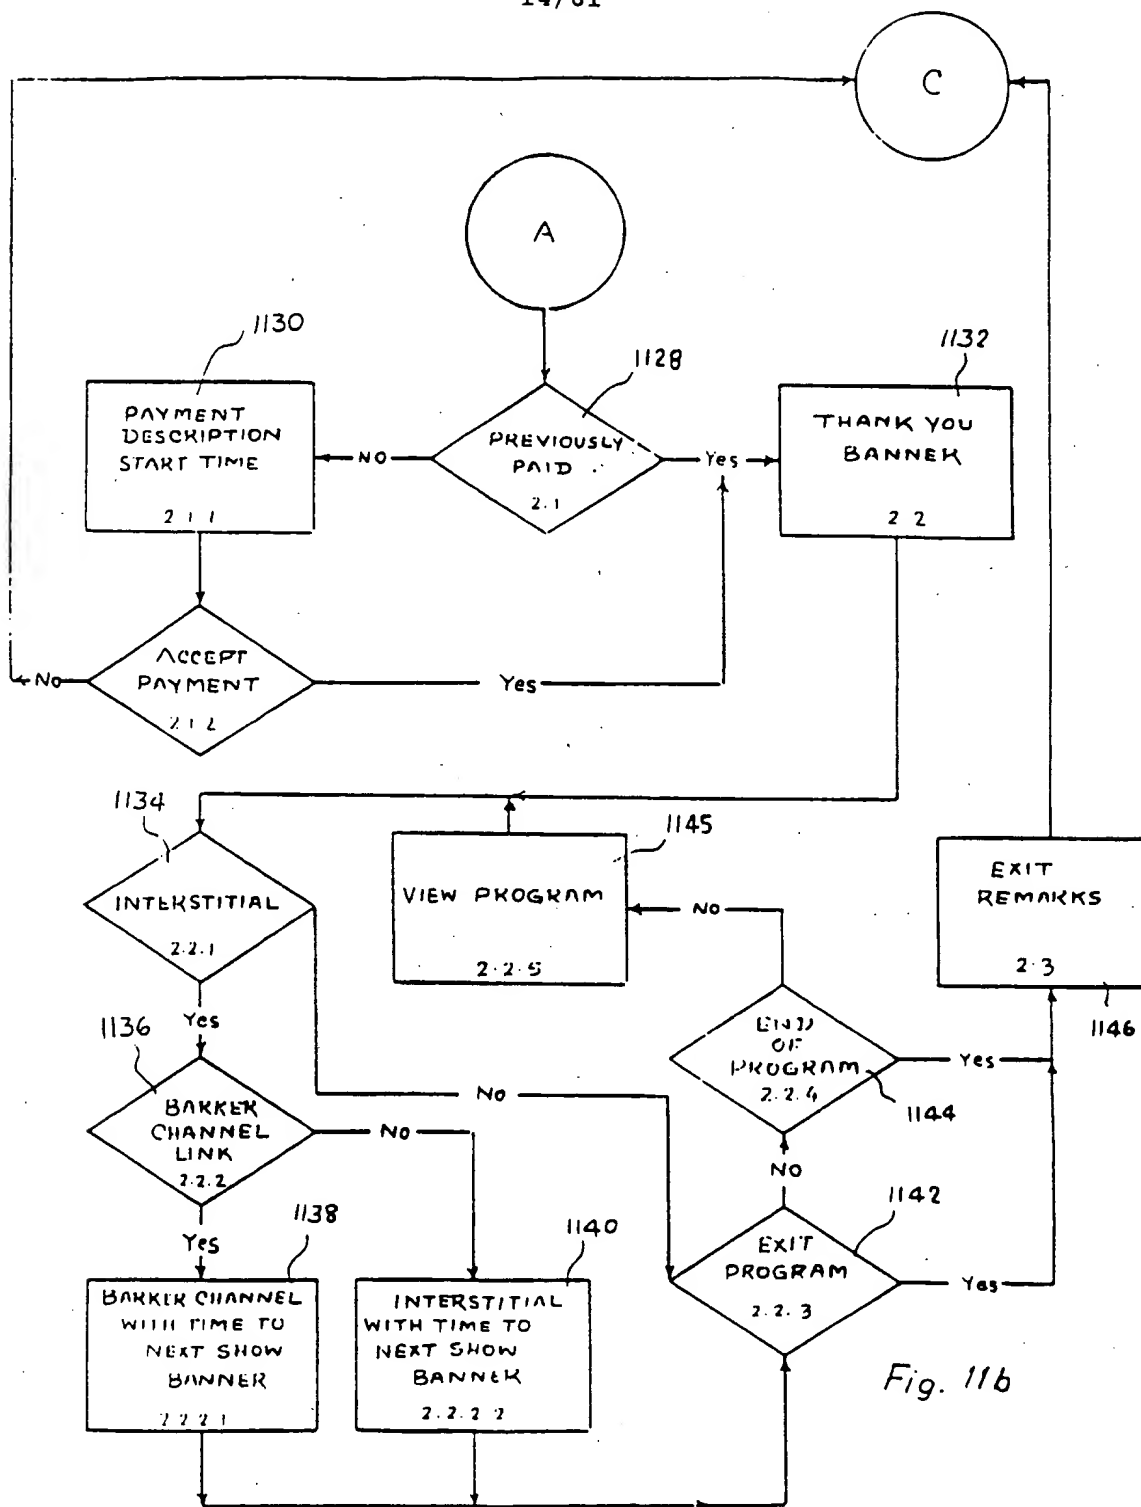 14/61
C
A
1130
1128
1132
PAYMENT
DESCRIPTION
START TIME
2 1 1
NO
PREVIOUSLY
PAID
2.1
Yes
THANK YOU
BANNER
2 2
ACCEPT
PAYMENT
2 1 2
No
Yes
1134
1145
INTERSTITIAL
2.2.1
VIEW PROGRAM
2.2.5
NO
EXIT
REMARKS
2.3
1146
Yes
1136
END
OF
PROGRAM
2.2.4
Yes
1144
No
BARKER
CHANNEL
LINK
2.2.2
No
NO
1142
Yes
1138
1140
EXIT
PROGRAM
2.2.3
Yes
BARKER CHANNEL
WITH TIME TO
NEXT SHOW
BANNER
2 2 2 1
INTERSTITIAL
WITH TIME TO
NEXT SHOW
BANNER
2.2.2 2
Fig. 11b